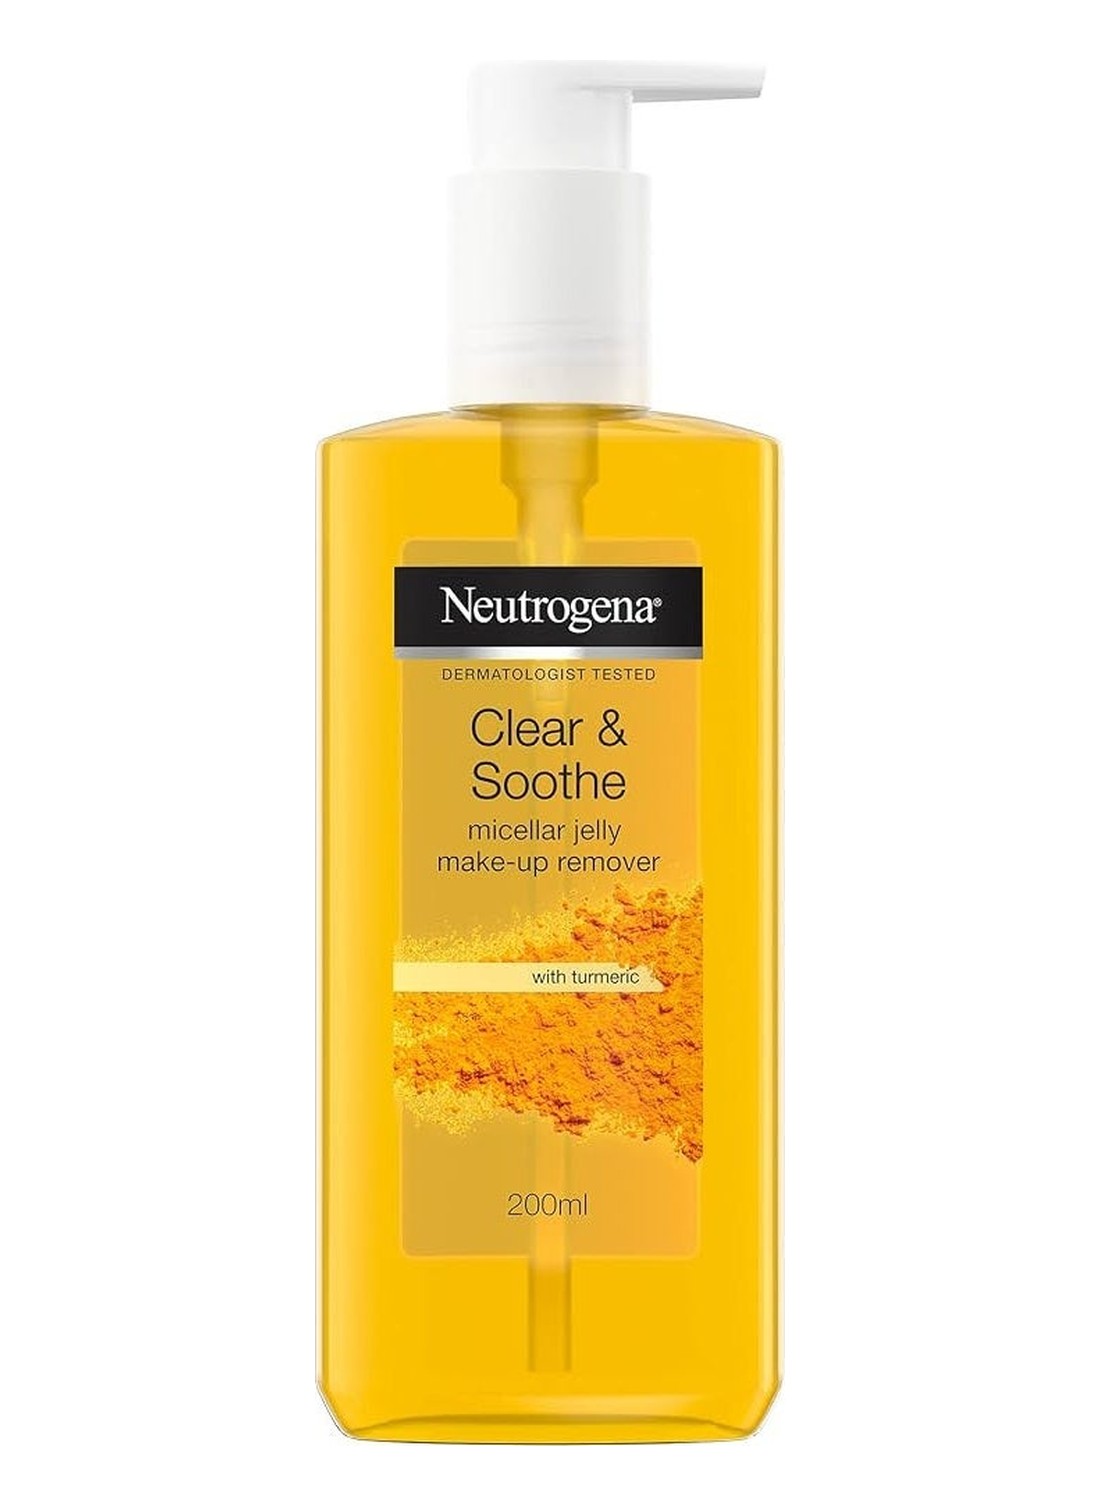 Neutrogena®
DERMATOLOGIST TESTED
Clear &
Soothe
micellar jelly
make-up remover
with turmeric
200ml